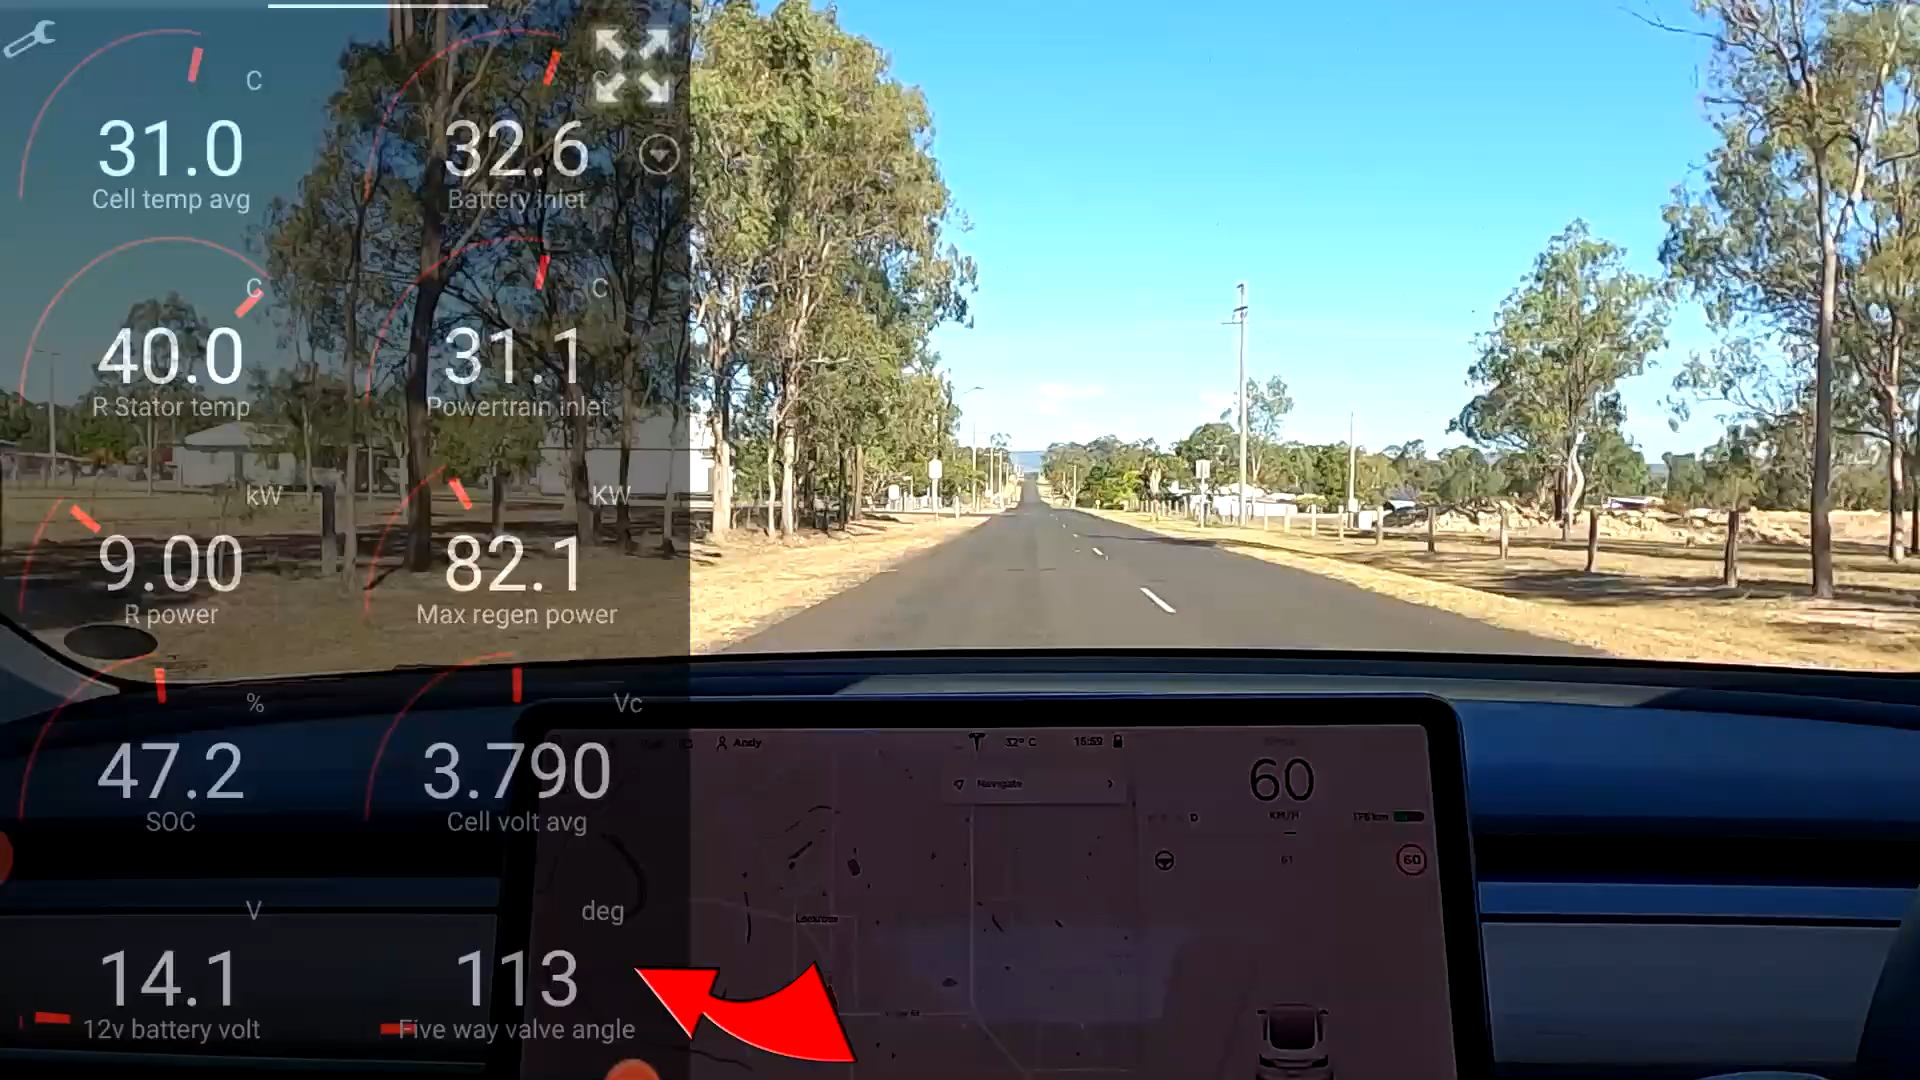 C
31.0
Cell temp avg
C
32.6
Battery inlet
C
40.0
R Stator temp
C
31.1
Powertrain inlet
kW
9.00
R power
KW
82.1
Max regen power
%
47.2
SOC
Vc
3.790
Cell volt avg
V
14.1
12v battery volt
deg
113
Five way valve angle
Andy
32° C
15:59
Navigate
60
KM/H
D
61
60